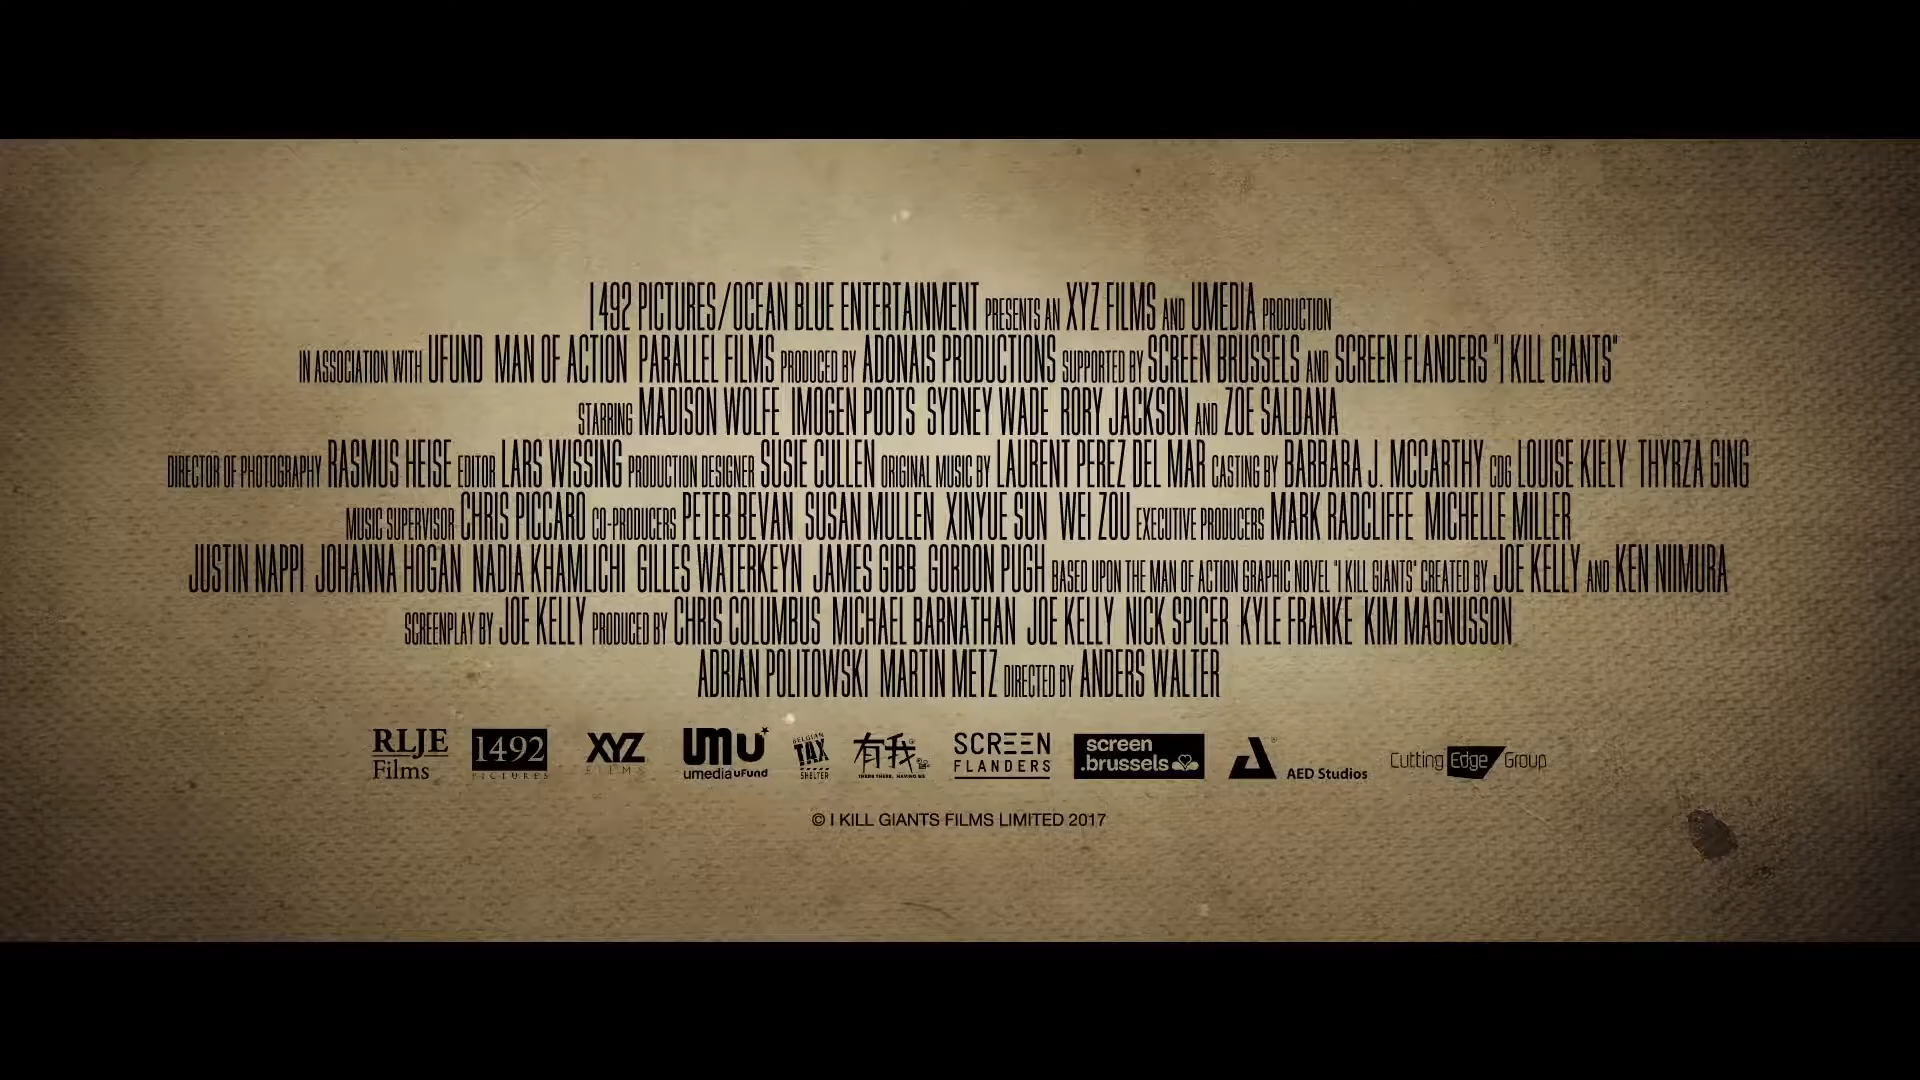 1492 PICTURES/OCEAN BLUE ENTERTAINMENT PRESENTS AN XYZ FILMS AND UMEDIA PRODUCTION
IN ASSOCIATION WITH UFUND MAN OF ACTION PARALLEL FILMS PRODUCED BY ADONAIS PRODUCTIONS SUPPORTED BY SCREEN BRUSSELS AND SCREEN FLANDERS "I KILL GIANTS"
STARRING MADISON WOLFE IMOGEN POOTS SYDNEY WADE RORY JACKSON AND ZOE SALDANA
DIRECTOR OF PHOTOGRAPHY RASMUS HEISE EDITOR LARS WISSING PRODUCTION DESIGNER SUSIE CULLEN ORIGINAL MUSIC BY LAURENT PEREZ DEL MAR CASTING BY BARBARA J. MCCARTHY CDG LOUISE KIELY THYRZA GING
MUSIC SUPERVISOR CHRIS PICCARO CO-PRODUCERS PETER BEVAN SUSAN MULLEN XINYUE SUN WEI ZOU EXECUTIVE PRODUCERS MARK RADCLIFFE MICHELLE MILLER
JUSTIN NAPPI JOHANNA HOGAN NADIA KHAMLICHI GILLES WATERKEYN JAMES GIBB GORDON PUGH BASED UPON THE MAN OF ACTION GRAPHIC NOVEL "I KILL GIANTS" CREATED BY JOE KELLY AND KEN NIIMURA
SCREENPLAY BY JOE KELLY PRODUCED BY CHRIS COLUMBUS MICHAEL BARNATHAN JOE KELLY NICK SPICER KYLE FRANKE KIM MAGNUSSON
ADRIAN POLITOWSKI MARTIN METZ DIRECTED BY ANDERS WALTER
RLJE Films
1492 PICTURES
XYZ FILMS
UMU umedia uFund
BELGIAN TAX SHELTER
有我 THERE THERE, HAVING ME
SCREEN FLANDERS
screen .brussels
AED Studios
Cutting Edge Group
© I KILL GIANTS FILMS LIMITED 2017